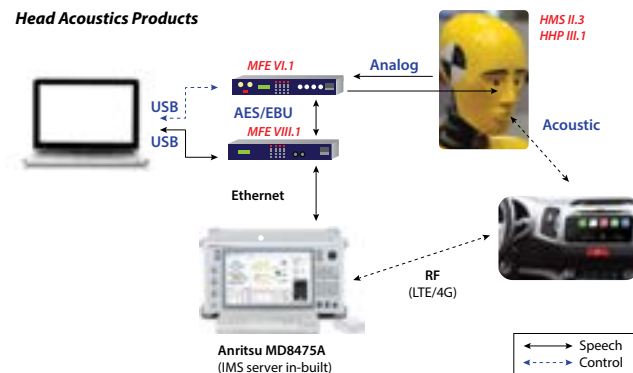 Head Acoustics Products
HMS II.3
HHP III.1
MFE VI.1
Analog
USB
AES/EBU
USB
MFE VIII.1
Acoustic
Ethernet
RF
(LTE/4G)
Anritsu MD8475A
(IMS server in-built)
Speech
Control